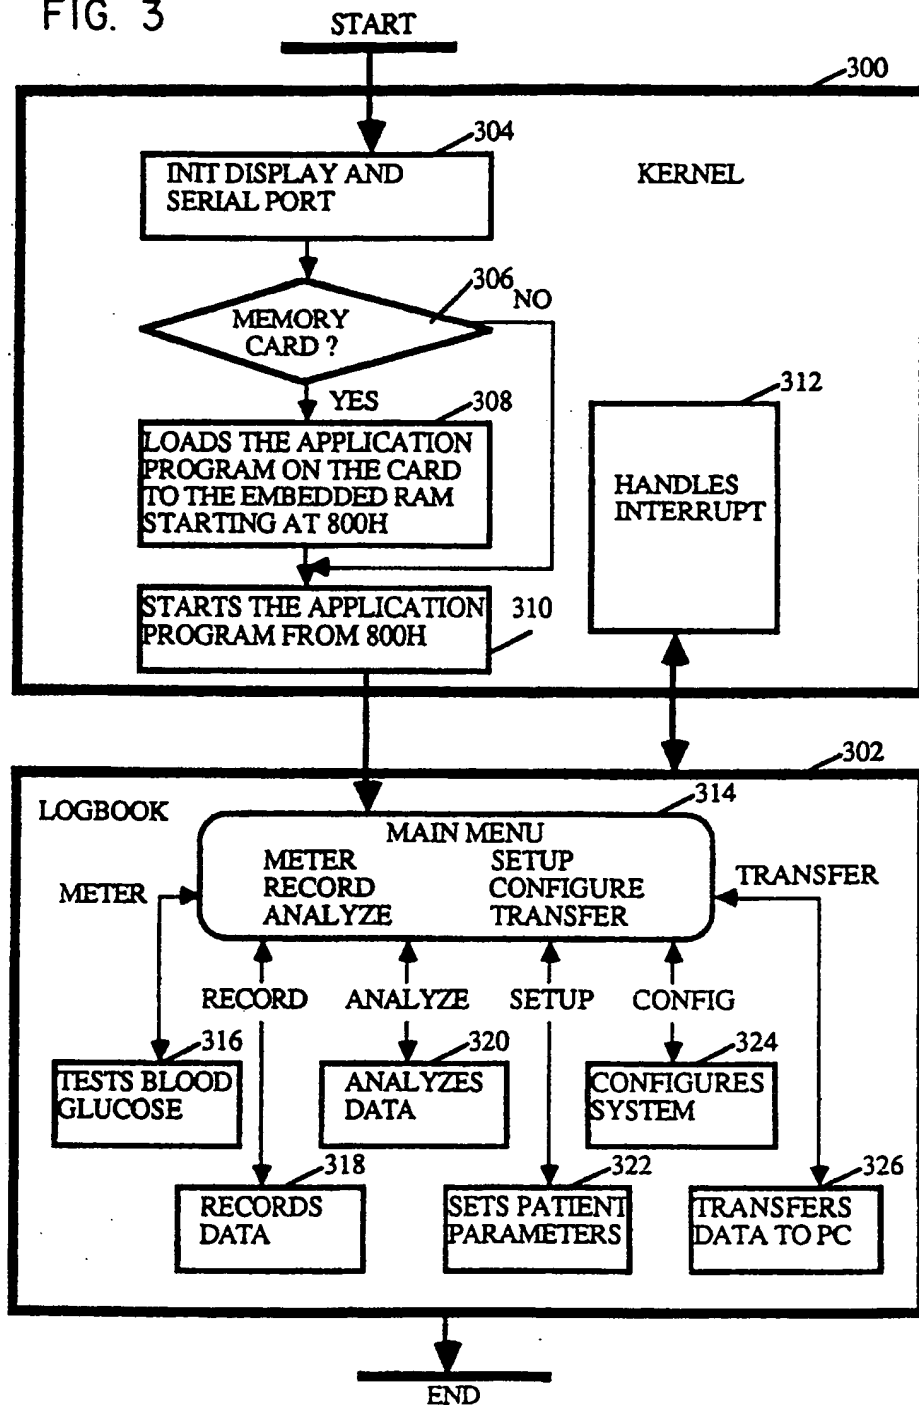 FIG. 3
START
300
304
INIT DISPLAY AND
SERIAL PORT
KERNEL
306
NO
MEMORY
CARD ?
YES
308
312
LOADS THE APPLICATION
PROGRAM ON THE CARD
TO THE EMBEDDED RAM
STARTING AT 800H
HANDLES
INTERRUPT
STARTS THE APPLICATION
PROGRAM FROM 800H
310
302
LOGBOOK
314
MAIN MENU
METER SETUP
RECORD CONFIGURE
ANALYZE TRANSFER
METER
TRANSFER
RECORD
ANALYZE
SETUP
CONFIG
316
TESTS BLOOD
GLUCOSE
320
ANALYZES
DATA
324
CONFIGURES
SYSTEM
318
RECORDS
DATA
322
SETS PATIENT
PARAMETERS
326
TRANSFERS
DATA TO PC
END